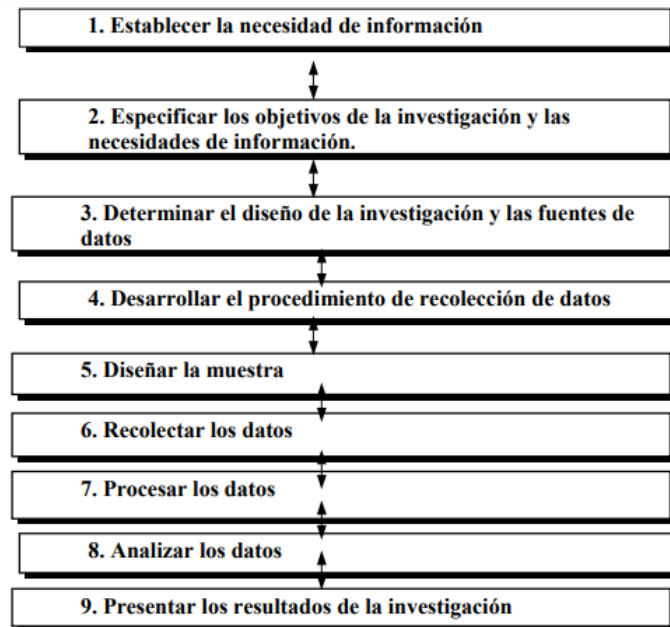 1. Establecer la necesidad de información
2. Especificar los objetivos de la investigación y las
necesidades de información.
3. Determinar el diseño de la investigación y las fuentes de
datos
4. Desarrollar el procedimiento de recolección de datos
5. Diseñar la muestra
6. Recolectar los datos
7. Procesar los datos
8. Analizar los datos
9. Presentar los resultados de la investigación